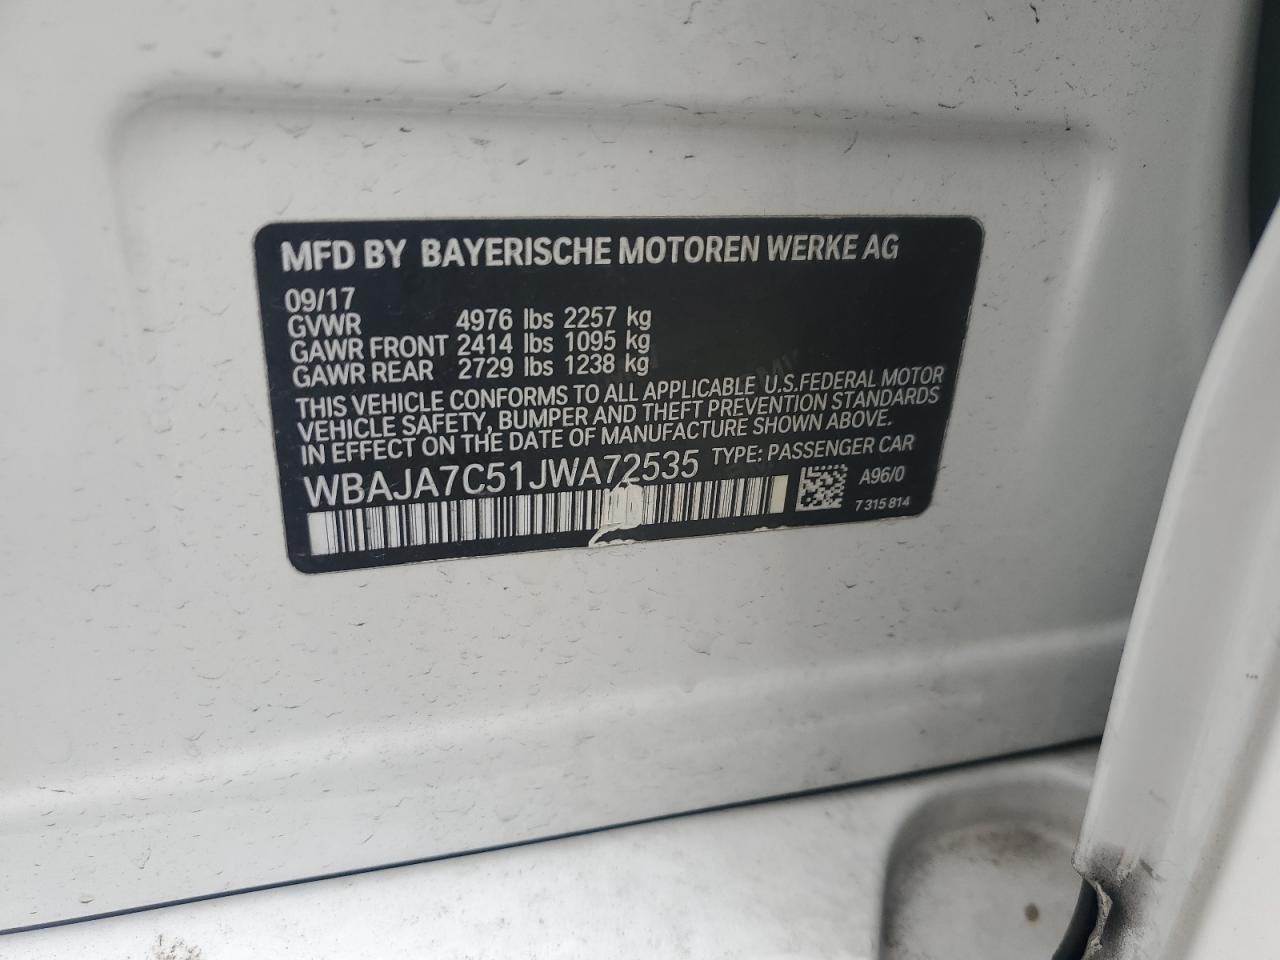 MFD BY BAYERISCHE MOTOREN WERKE AG
09/17
GVWR 4976 lbs 2257 kg
GAWR FRONT 2414 lbs 1095 kg
GAWR REAR 2729 lbs 1238 kg
THIS VEHICLE CONFORMS TO ALL APPLICABLE U.S.FEDERAL MOTOR
VEHICLE SAFETY, BUMPER AND THEFT PREVENTION STANDARDS
IN EFFECT ON THE DATE OF MANUFACTURE SHOWN ABOVE.
WBAJA7C51JWA72535 TYPE: PASSENGER CAR
A96/0
7 315 814